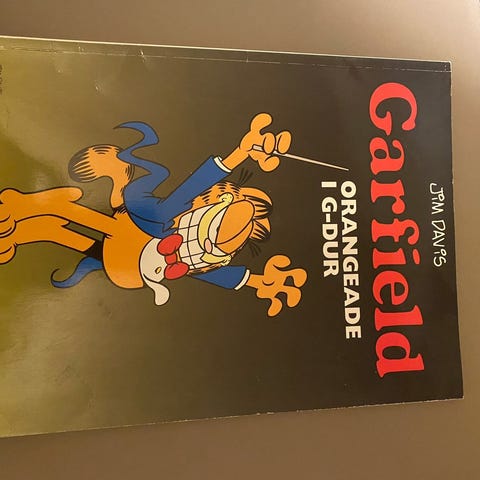 JIM DAVIS
Garfield
ORANGEADE
I G-DUR